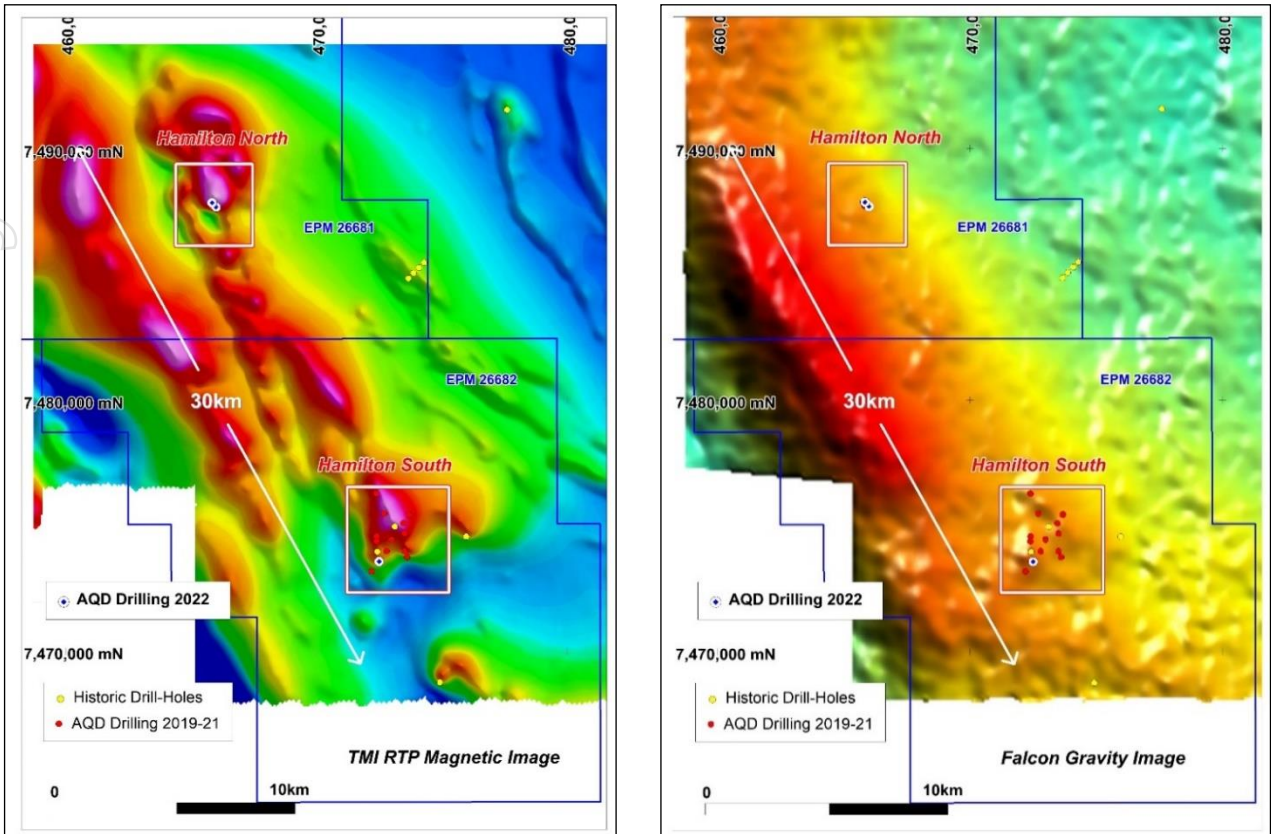 460,0
470,0
480,0
Hamilton North
7,490,000 mN
EPM 26681
EPM 26682
30km
7,480,000 mN
Hamilton South
AQD Drilling 2022
7,470,000 mN
Historic Drill-Holes
AQD Drilling 2019-21
TMI RTP Magnetic Image
0
10km
460,0
470,0
480,0
Hamilton North
7,490,000 mN
EPM 26681
EPM 26682
30km
7,480,000 mN
Hamilton South
AQD Drilling 2022
7,470,000 mN
Historic Drill-Holes
AQD Drilling 2019-21
Falcon Gravity Image
0
10km